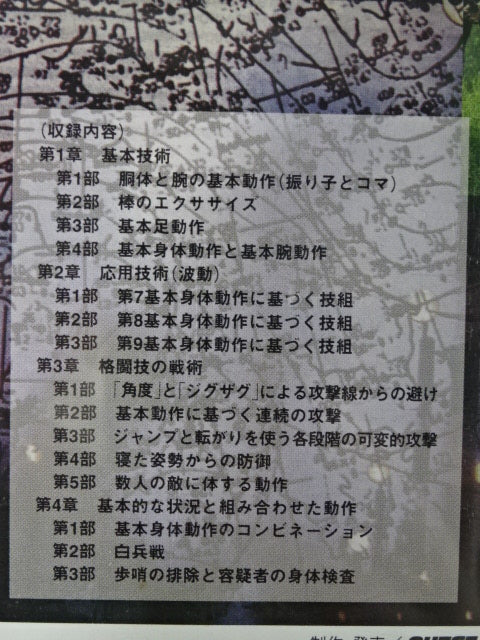 （収録内容）
第1章　基本技術
第1部　胴体と腕の基本動作（振り子とコマ）
第2部　棒のエクササイズ
第3部　基本足動作
第4部　基本身体動作と基本腕動作
第2章　応用技術（波動）
第1部　第7基本身体動作に基づく技組
第2部　第8基本身体動作に基づく技組
第3部　第9基本身体動作に基づく技組
第3章　格闘技の戦術
第1部　「角度」と「ジグザグ」による攻撃線からの避け
第2部　基本動作に基づく連続の攻撃
第3部　ジャンプと転がりを使う各段階の可変的攻撃
第4部　寝た姿勢からの防御
第5部　数人の敵に体する動作
第4章　基本的な状況と組み合わせた動作
第1部　基本身体動作のコンビネーション
第2部　白兵戦
第3部　歩哨の排除と容疑者の身体検査